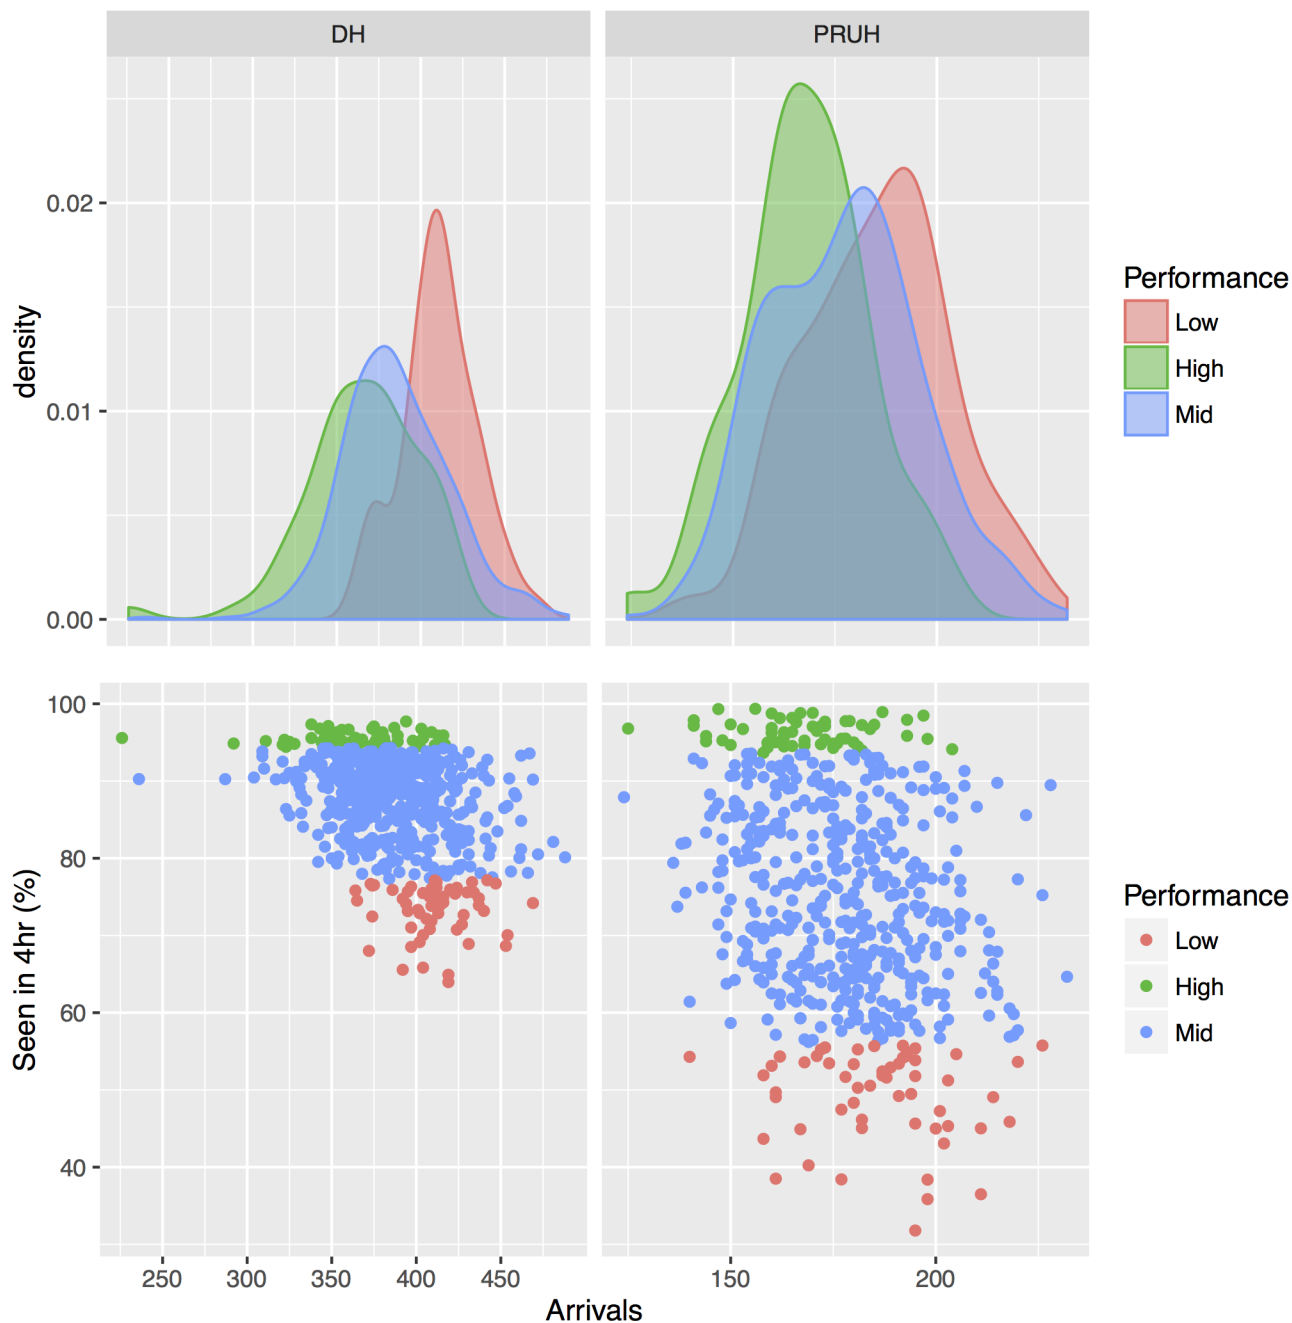 DH PRUH
0.02
0.01
0.00
density
Performance
Low
High
Mid
100
80
60
40
Seen in 4hr (%)
250 300 350 400 450 150 200
Arrivals
Performance
Low
High
Mid